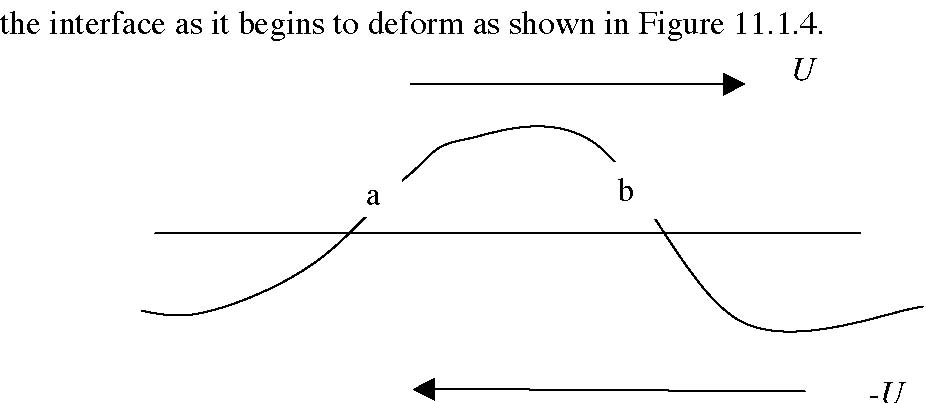 the interface as it begins to deform as shown in Figure 11.1.4.
U
a
b
-U